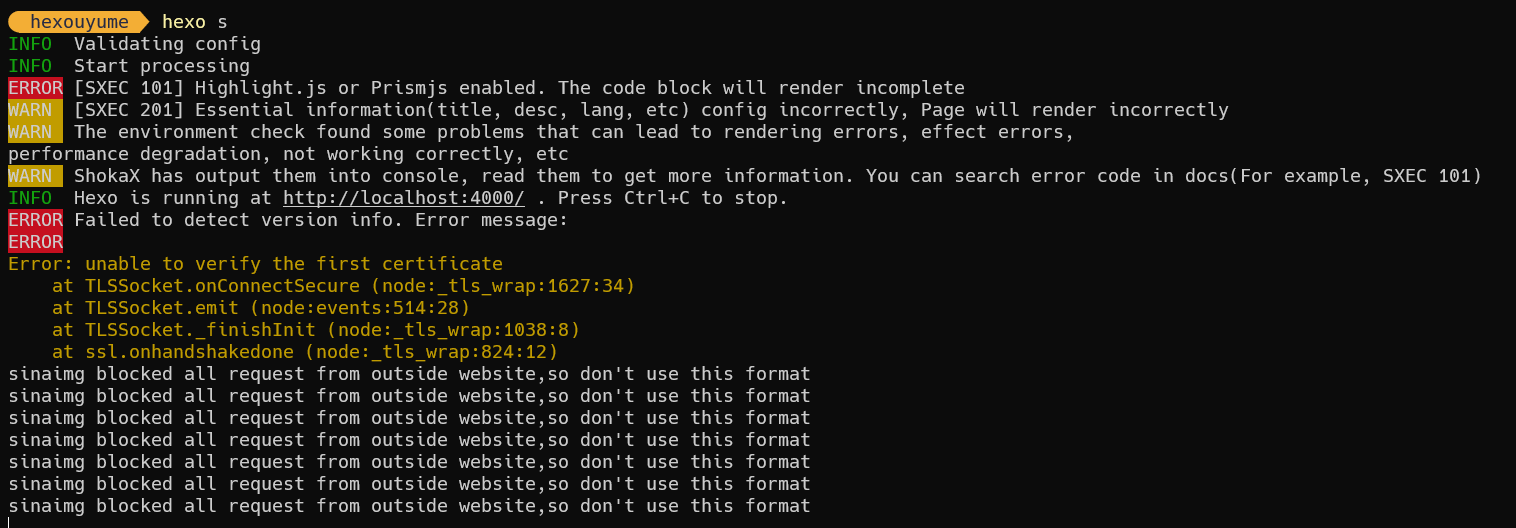 hexouyume hexo s
INFO  Validating config
INFO  Start processing
ERROR [SXEC 101] Highlight.js or Prismjs enabled. The code block will render incomplete
WARN  [SXEC 201] Essential information(title, desc, lang, etc) config incorrectly, Page will render incorrectly
WARN  The environment check found some problems that can lead to rendering errors, effect errors,
performance degradation, not working correctly, etc
WARN  ShokaX has output them into console, read them to get more information. You can search error code in docs(For example, SXEC 101)
INFO  Hexo is running at http://localhost:4000/ . Press Ctrl+C to stop.
ERROR Failed to detect version info. Error message:
ERROR
Error: unable to verify the first certificate
    at TLSSocket.onConnectSecure (node:_tls_wrap:1627:34)
    at TLSSocket.emit (node:events:514:28)
    at TLSSocket._finishInit (node:_tls_wrap:1038:8)
    at ssl.onhandshakedone (node:_tls_wrap:824:12)
sinaimg blocked all request from outside website,so don't use this format
sinaimg blocked all request from outside website,so don't use this format
sinaimg blocked all request from outside website,so don't use this format
sinaimg blocked all request from outside website,so don't use this format
sinaimg blocked all request from outside website,so don't use this format
sinaimg blocked all request from outside website,so don't use this format
sinaimg blocked all request from outside website,so don't use this format